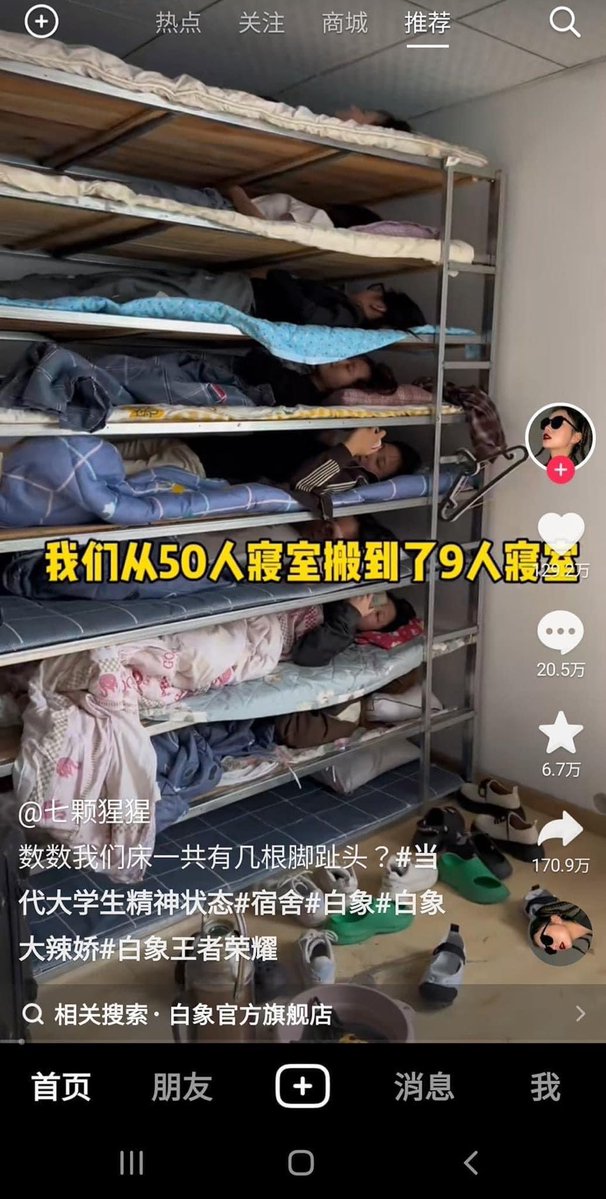 热点 关注 商城 推荐
我们从50人寝室搬到了9人寝室
129.2万
20.5万
6.7万
170.9万
@七颗猩猩
数数我们床一共有几根脚趾头？#当
代大学生精神状态#宿舍#白象#白象
大辣娇#白象王者荣耀
相关搜索·白象官方旗舰店
首页 朋友 消息 我